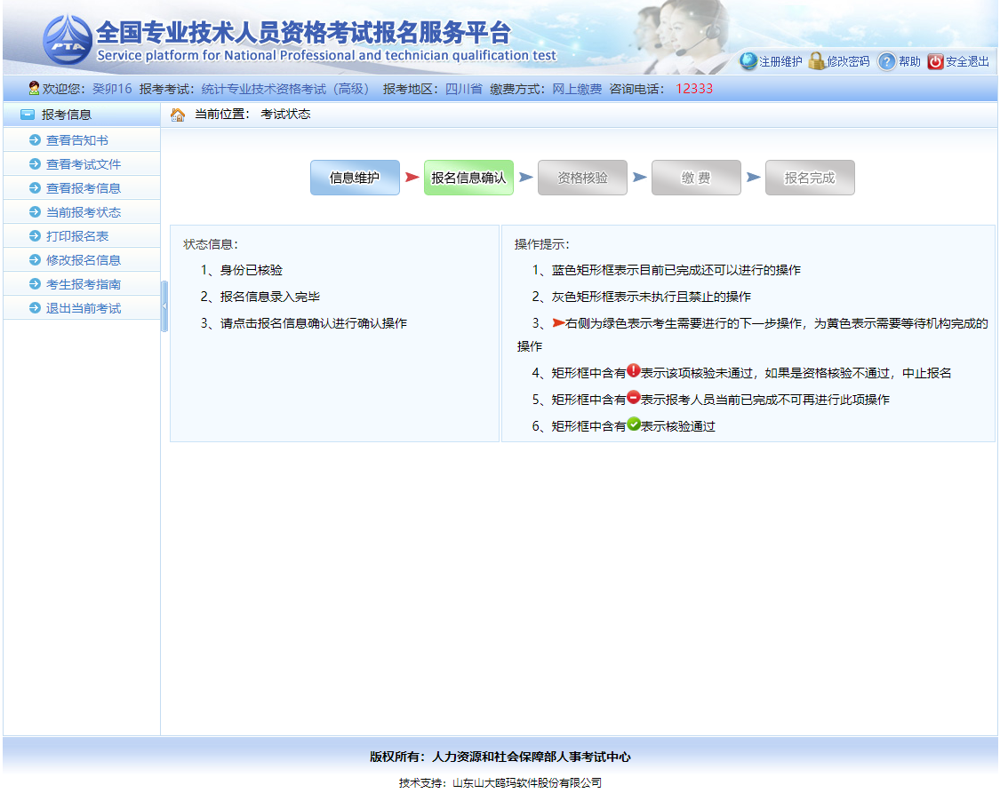 PTA
全国专业技术人员资格考试报名服务平台
Service platform for National Professional and technician qualification test
注册维护 修改密码 帮助 安全退出
欢迎您：癸卯16 报考考试：统计专业技术资格考试（高级） 报考地区：四川省 缴费方式：网上缴费 咨询电话：12333
报考信息
查看告知书
查看考试文件
查看报考信息
当前报考状态
打印报名表
修改报名信息
考生报考指南
退出当前考试
当前位置： 考试状态
信息维护 报名信息确认 资格核验 缴 费 报名完成
状态信息：
1、身份已核验
2、报名信息录入完毕
3、请点击报名信息确认进行确认操作
操作提示：
1、蓝色矩形框表示目前已完成还可以进行的操作
2、灰色矩形框表示未执行且禁止的操作
3、右侧为绿色表示考生需要进行的下一步操作，为黄色表示需要等待机构完成的
操作
4、矩形框中含有表示该项核验未通过，如果是资格核验不通过，中止报名
5、矩形框中含有表示报考人员当前已完成不可再进行此项操作
6、矩形框中含有表示核验通过
版权所有：人力资源和社会保障部人事考试中心
技术支持：山东山大鸥玛软件股份有限公司